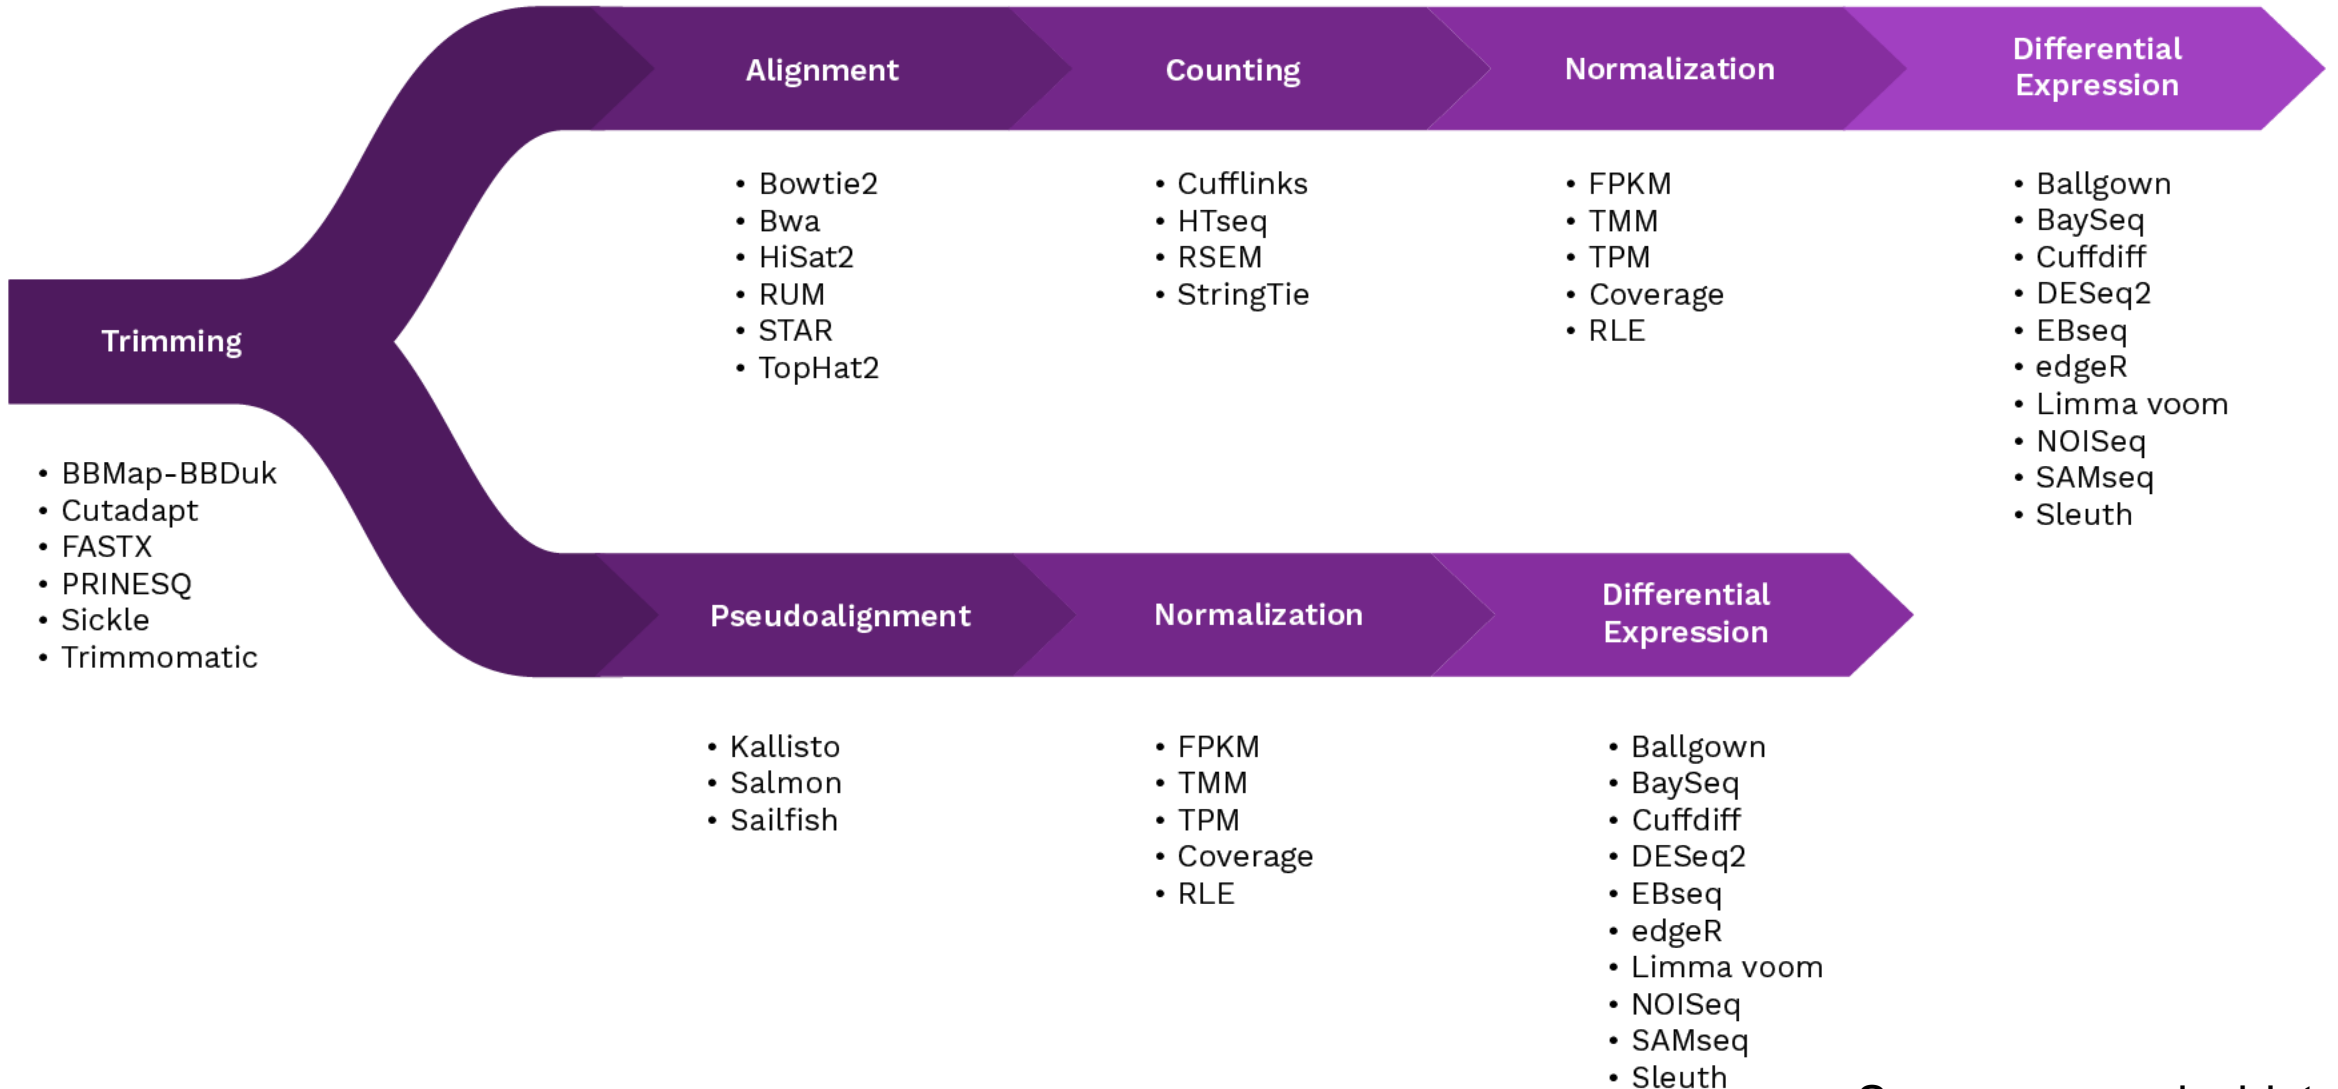 Trimming
• BBMap-BBDuk
• Cutadapt
• FASTX
• PRINESQ
• Sickle
• Trimmomatic
Alignment
• Bowtie2
• Bwa
• HiSat2
• RUM
• STAR
• TopHat2
Counting
• Cufflinks
• HTseq
• RSEM
• StringTie
Normalization
• FPKM
• TMM
• TPM
• Coverage
• RLE
Differential
Expression
• Ballgown
• BaySeq
• Cuffdiff
• DESeq2
• EBseq
• edgeR
• Limma voom
• NOISeq
• SAMseq
• Sleuth
Pseudoalignment
• Kallisto
• Salmon
• Sailfish
Normalization
• FPKM
• TMM
• TPM
• Coverage
• RLE
Differential
Expression
• Ballgown
• BaySeq
• Cuffdiff
• DESeq2
• EBseq
• edgeR
• Limma voom
• NOISeq
• SAMseq
• Sleuth